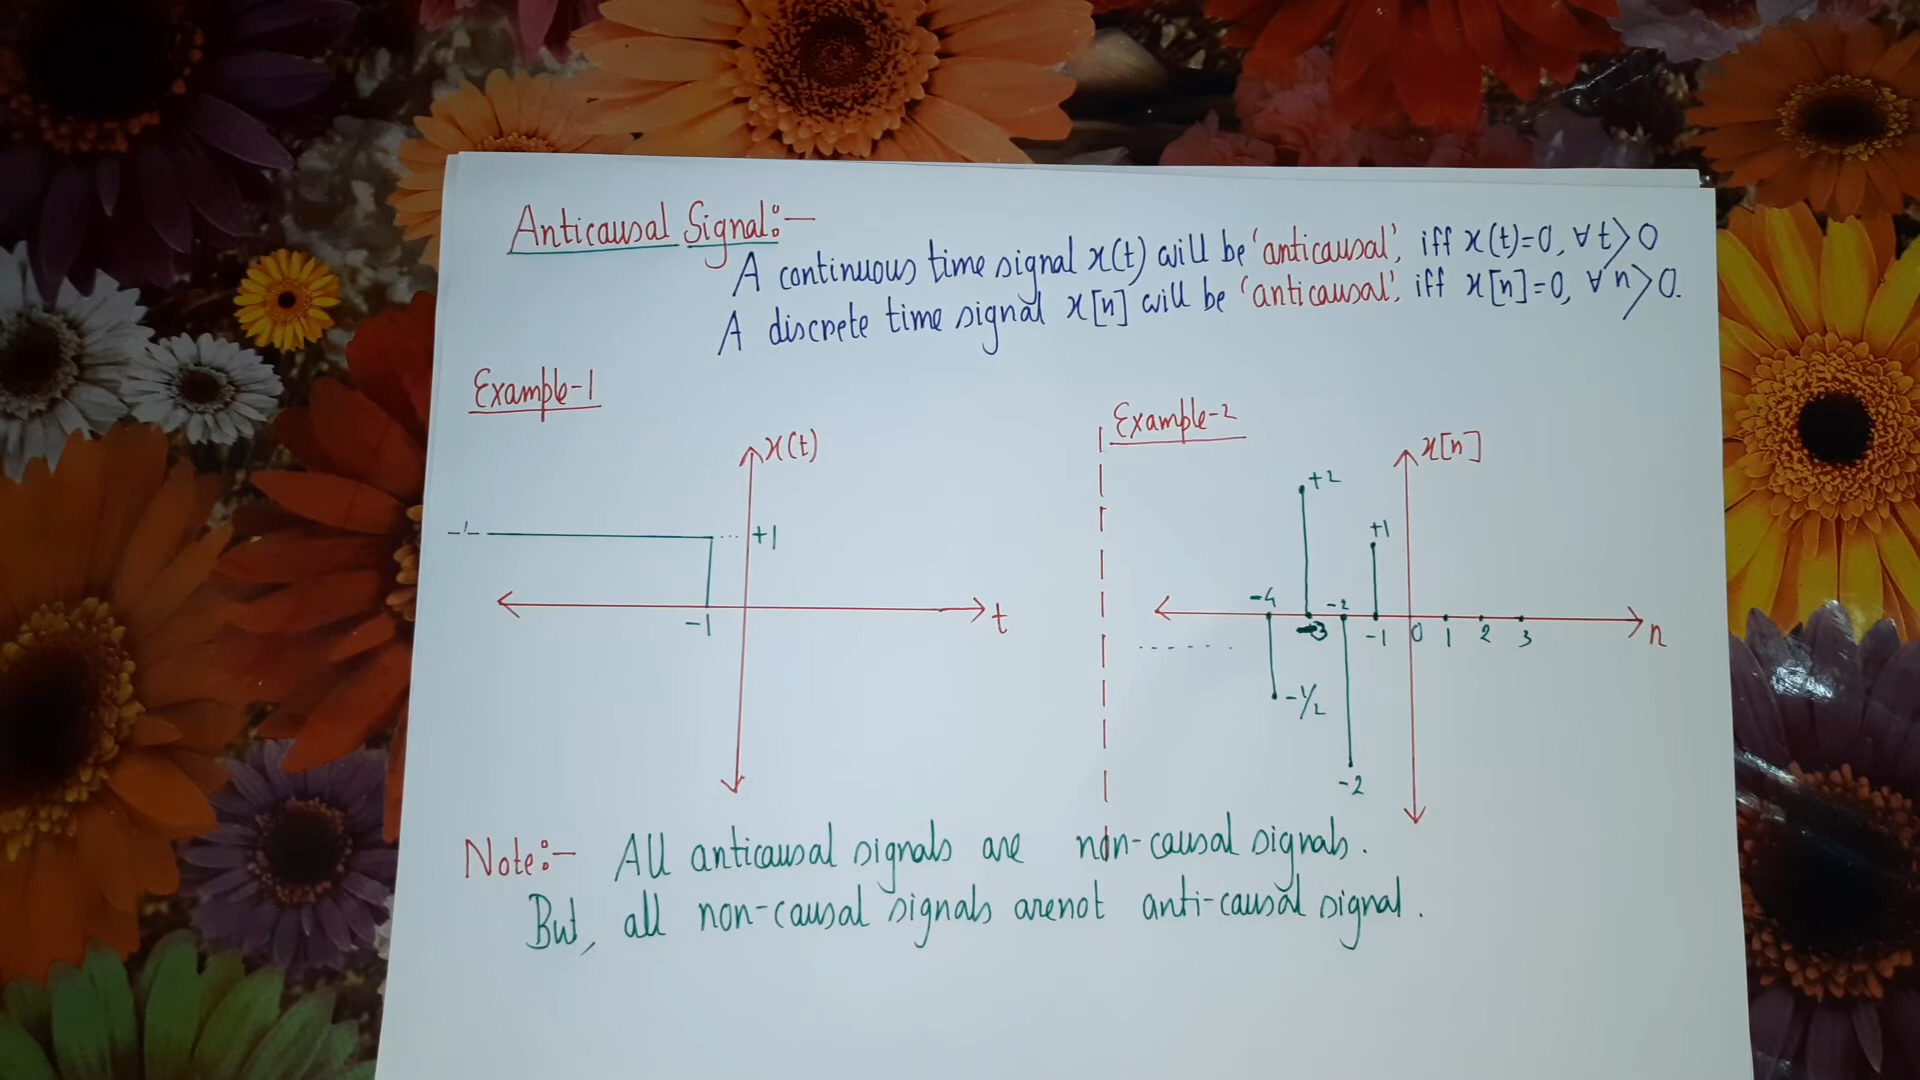 Anticausal Signal:-
A continuous time signal x(t) will be 'anticausal', iff x(t)=0, ∀ t>0
A discrete time signal x[n] will be 'anticausal', iff x[n]=0, ∀ n>0.
Example-1
x(t)
+1
-1
t
Example-2
x[n]
+2
+1
-4
-2
-3
-1
0
1
2
3
n
-1/2
-2
Note:- All anticausal signals are non-causal signals.
But, all non-causal signals arenot anti-causal signal.